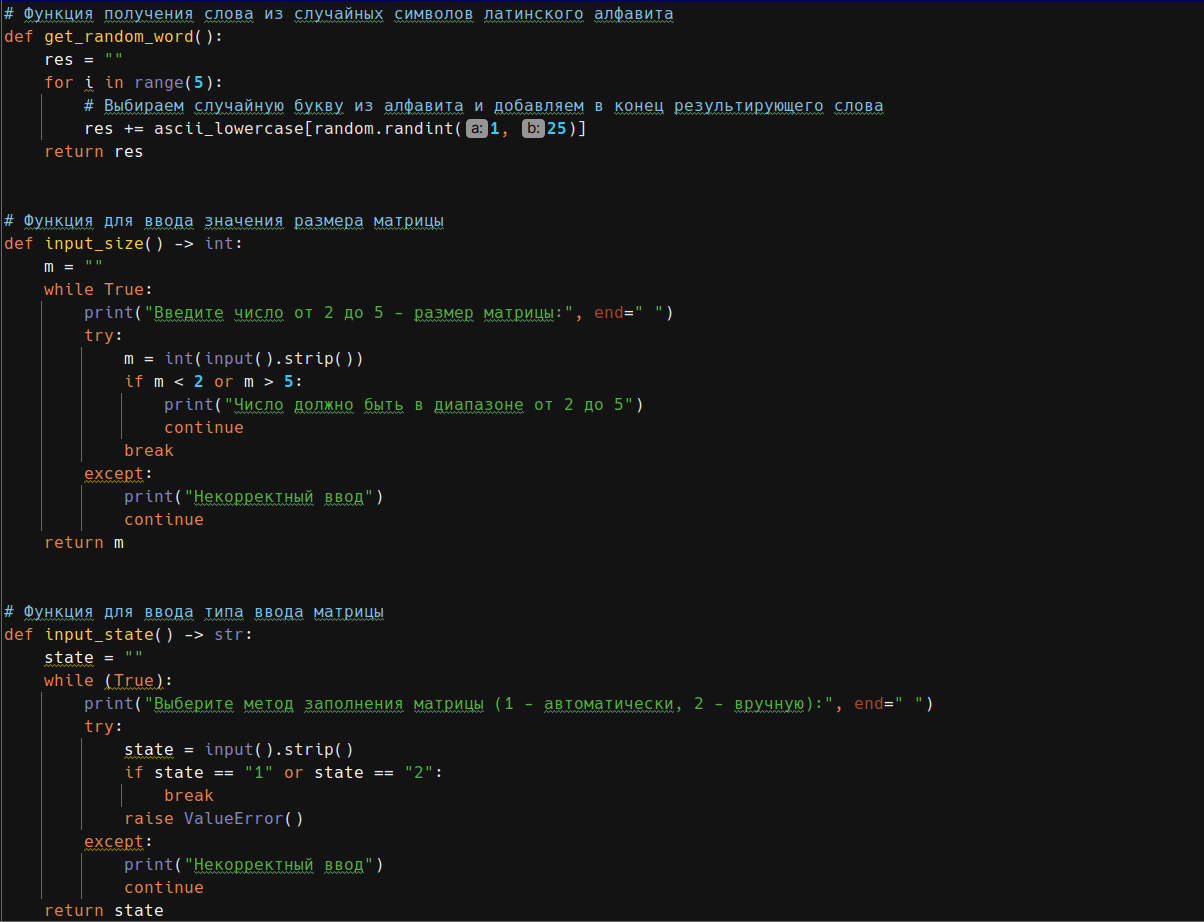 # Функция получения слова из случайных символов латинского алфавита
def get_random_word():
    res = ""
    for i in range(5):
        # Выбираем случайную букву из алфавита и добавляем в конец результирующего слова
        res += ascii_lowercase[random.randint(a: 1, b: 25)]
    return res
# Функция для ввода значения размера матрицы
def input_size() -> int:
    m = ""
    while True:
        print("Введите число от 2 до 5 - размер матрицы:", end=" ")
        try:
            m = int(input().strip())
            if m < 2 or m > 5:
                print("Число должно быть в диапазоне от 2 до 5")
                continue
            break
        except:
            print("Некорректный ввод")
            continue
    return m
# Функция для ввода типа ввода матрицы
def input_state() -> str:
    state = ""
    while (True):
        print("Выберите метод заполнения матрицы (1 - автоматически, 2 - вручную):", end=" ")
        try:
            state = input().strip()
            if state == "1" or state == "2":
                break
            raise ValueError()
        except:
            print("Некорректный ввод")
            continue
    return state